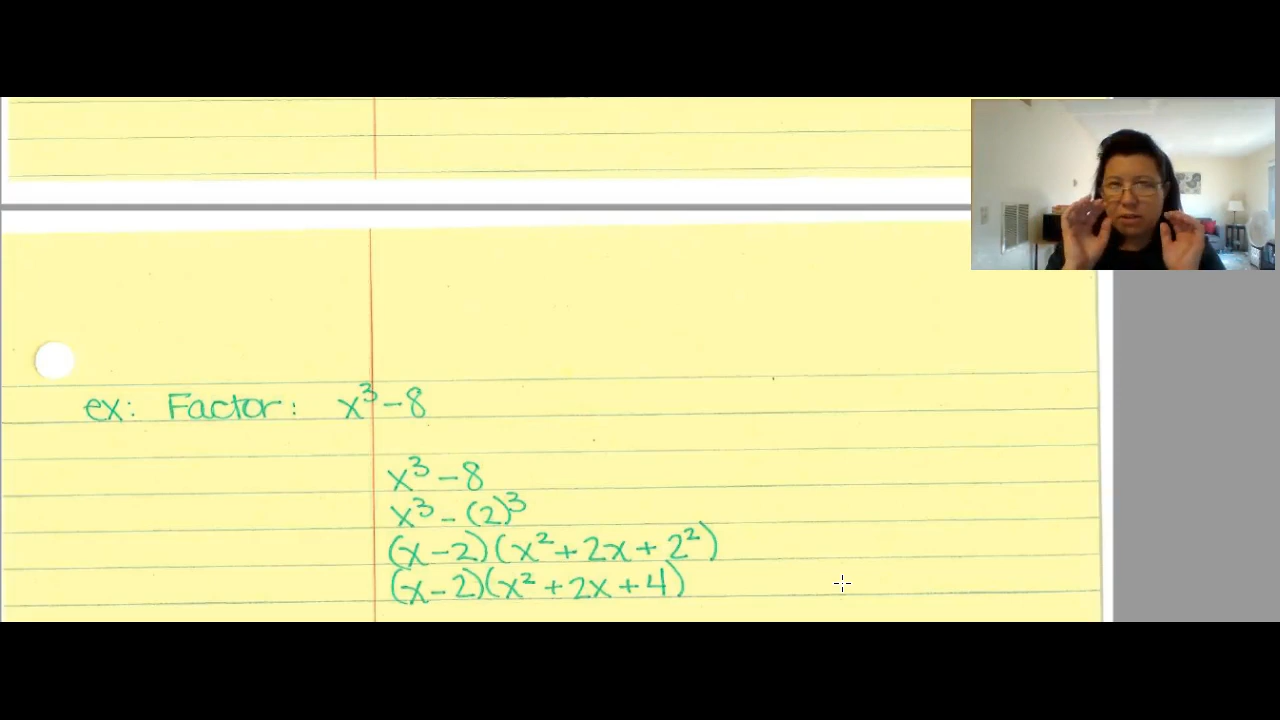 ex: Factor: x³-8
x³-8
x³-(2)³
(x-2)(x²+2x+2²)
(x-2)(x²+2x+4)